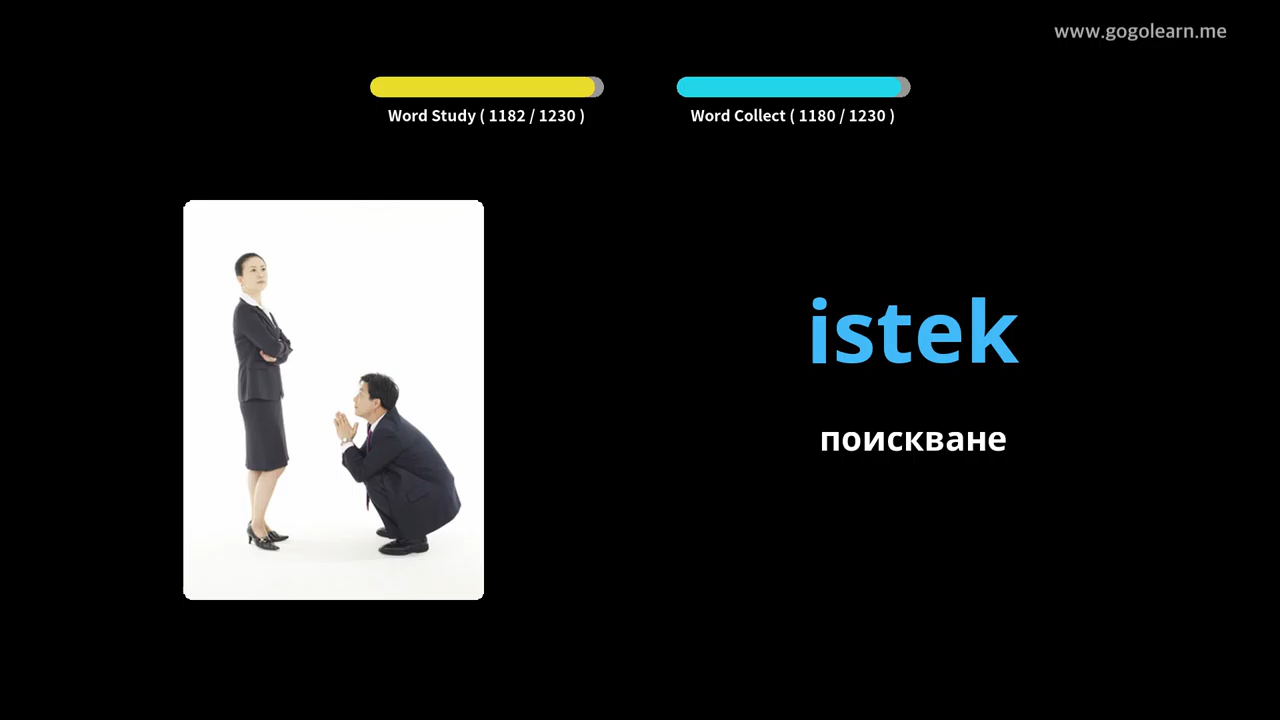 www.gogolearn.me
Word Study ( 1182 / 1230 )
Word Collect ( 1180 / 1230 )
istek
поискване